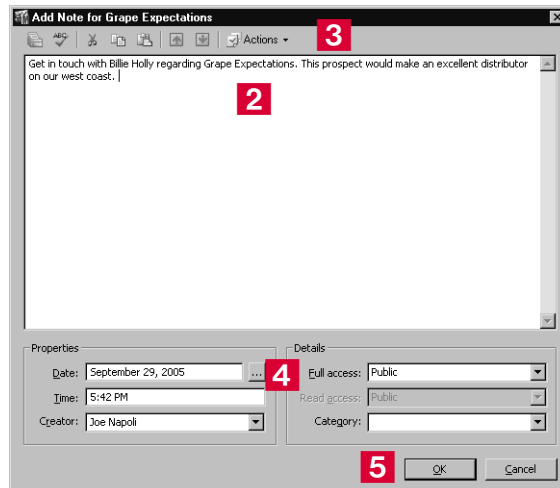 Add Note for Grape Expectations
ABC Actions 3
Get in touch with Billie Holly regarding Grape Expectations. This prospect would make an excellent distributor
on our west coast.
2
Properties
Date: September 29, 2005 ...
Time: 5:42 PM
Creator: Joe Napoli
4
Details
Full access: Public
Read access: Public
Category:
5
OK Cancel